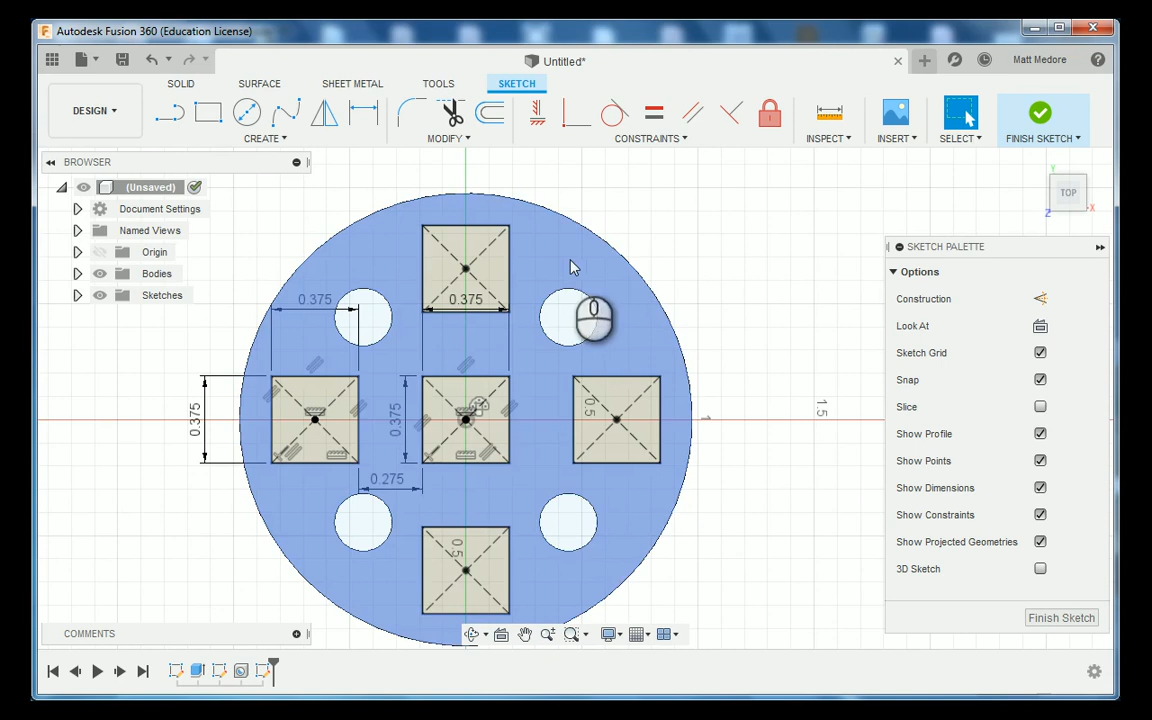 Autodesk Fusion 360 (Education License)
Untitled*
Matt Medore
SOLID
SURFACE
SHEET METAL
TOOLS
SKETCH
DESIGN
CREATE
MODIFY
CONSTRAINTS
INSPECT
INSERT
SELECT
FINISH SKETCH
BROWSER
(Unsaved)
Document Settings
Named Views
Origin
Bodies
Sketches
Y
TOP
Z
X
SKETCH PALETTE
Options
Construction
Look At
Sketch Grid
Snap
Slice
Show Profile
Show Points
Show Dimensions
Show Constraints
Show Projected Geometries
3D Sketch
Finish Sketch
0.375
0.375
0
0.375
0.375
0.5
1
1.5
0.275
0.5
COMMENTS